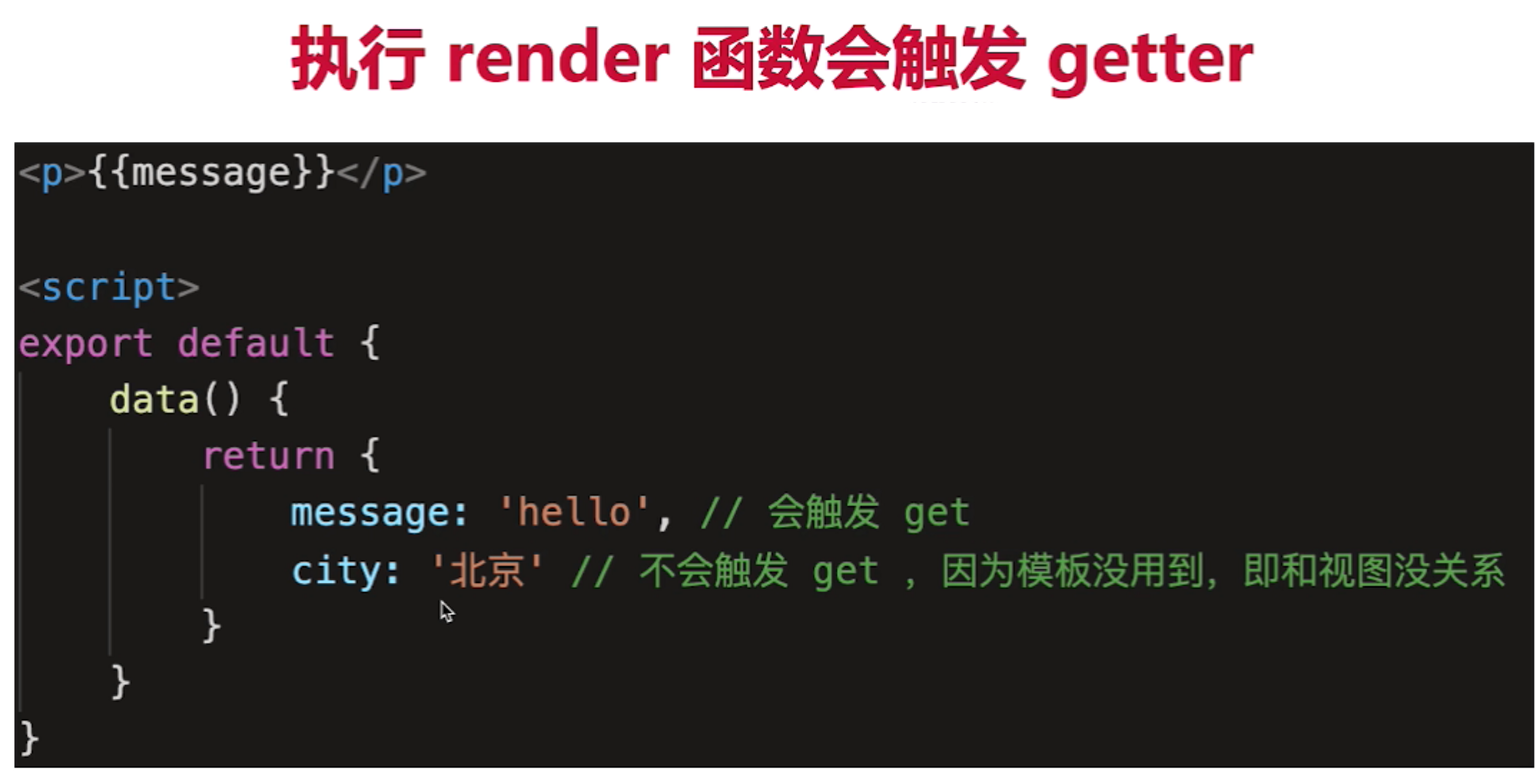 执行 render 函数会触发 getter
<p>{{message}}</p>
<script>
export default {
data() {
return {
message: 'hello', // 会触发 get
city: '北京' // 不会触发 get ，因为模板没用到，即和视图没关系
}
}
}